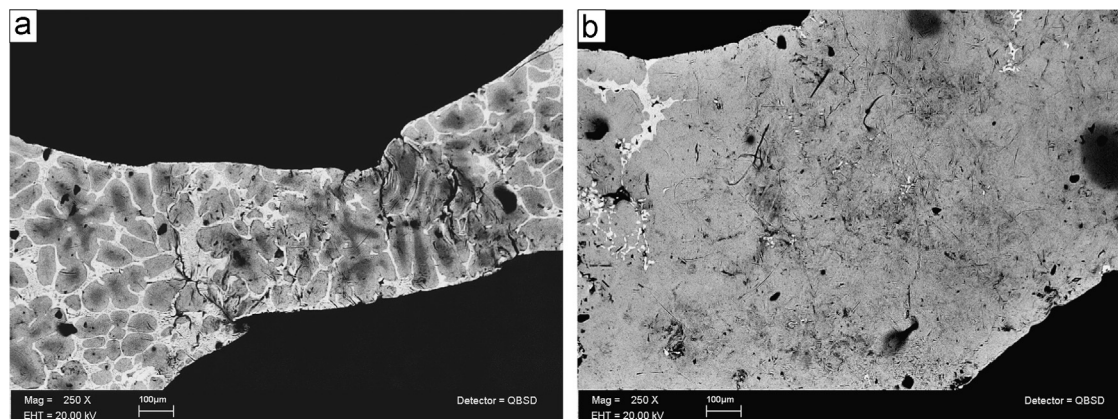 a
Mag = 250 X
EHT = 20.00 kV
100µm
Detector = QBSD
b
Mag = 250 X
EHT = 20.00 kV
100µm
Detector = QBSD